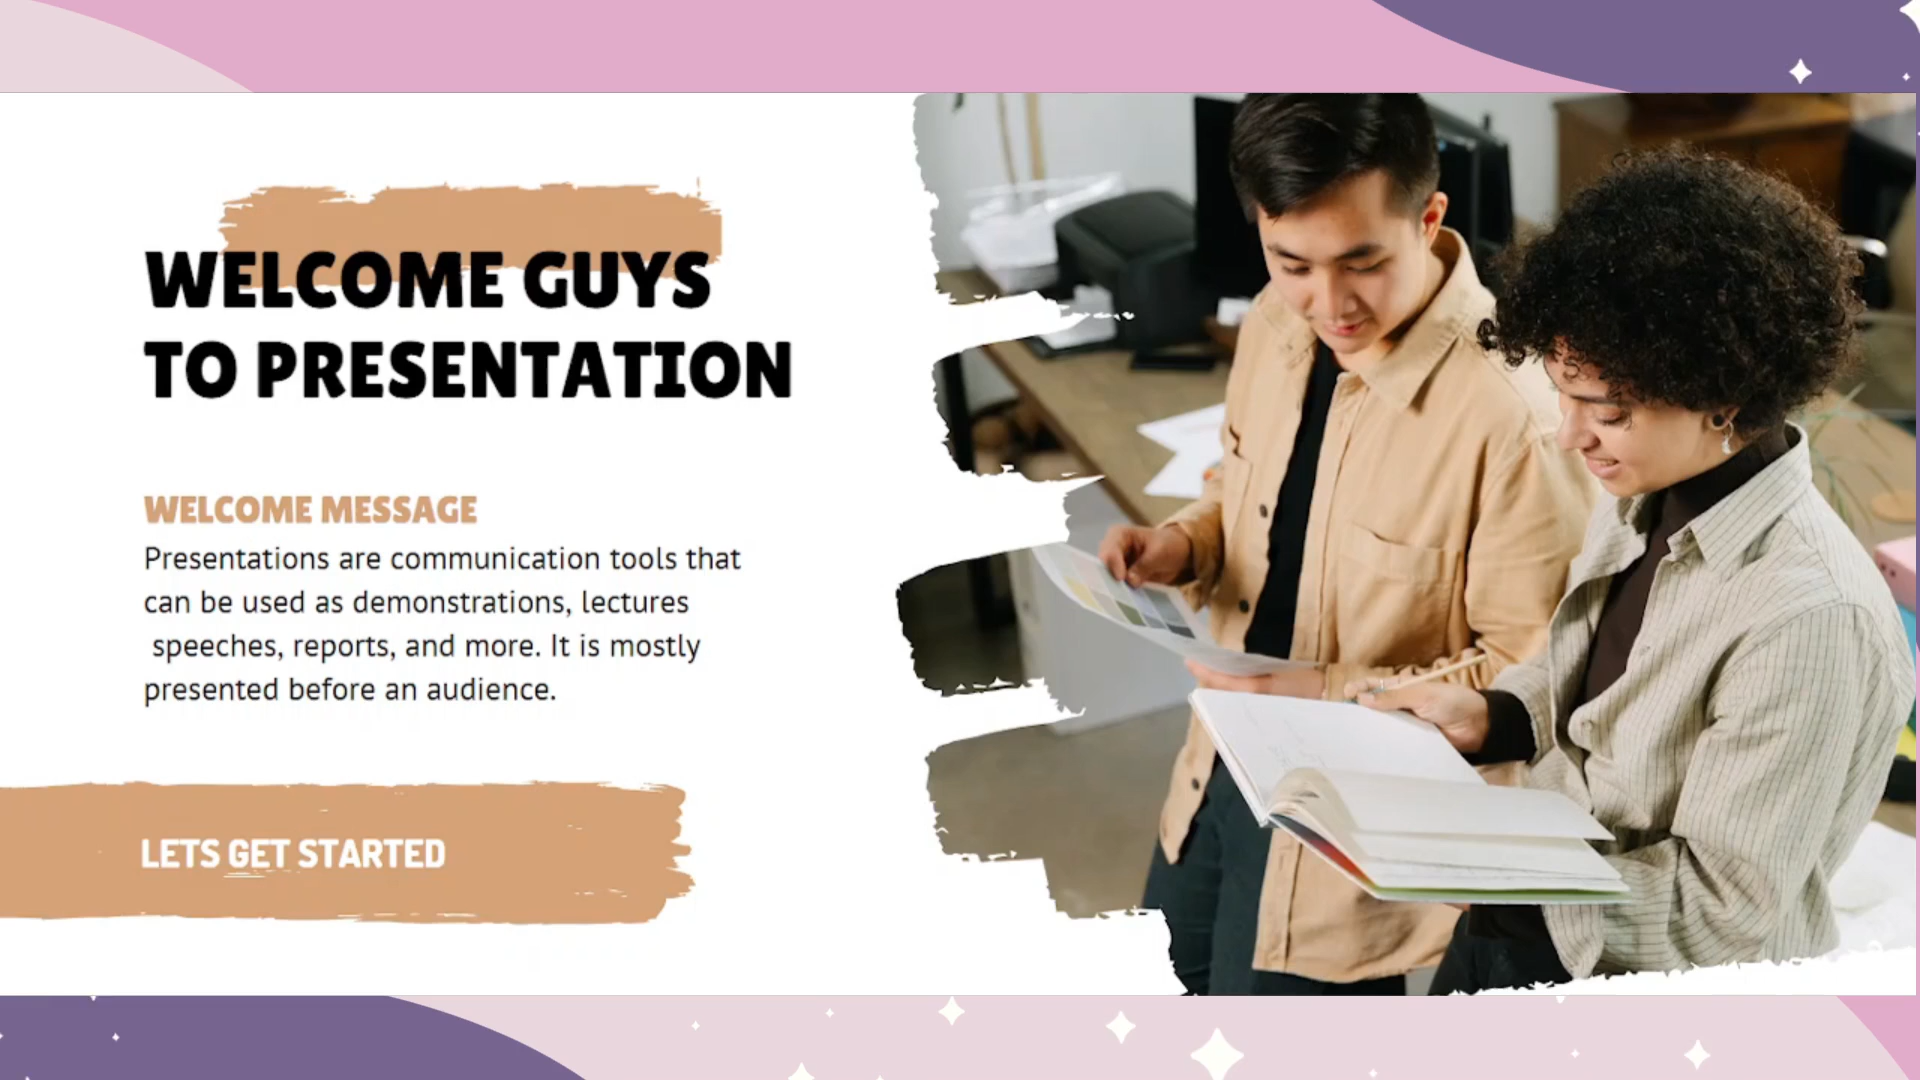 WELCOME GUYS
TO PRESENTATION
WELCOME MESSAGE
Presentations are communication tools that
can be used as demonstrations, lectures
speeches, reports, and more. It is mostly
presented before an audience.
LETS GET STARTED